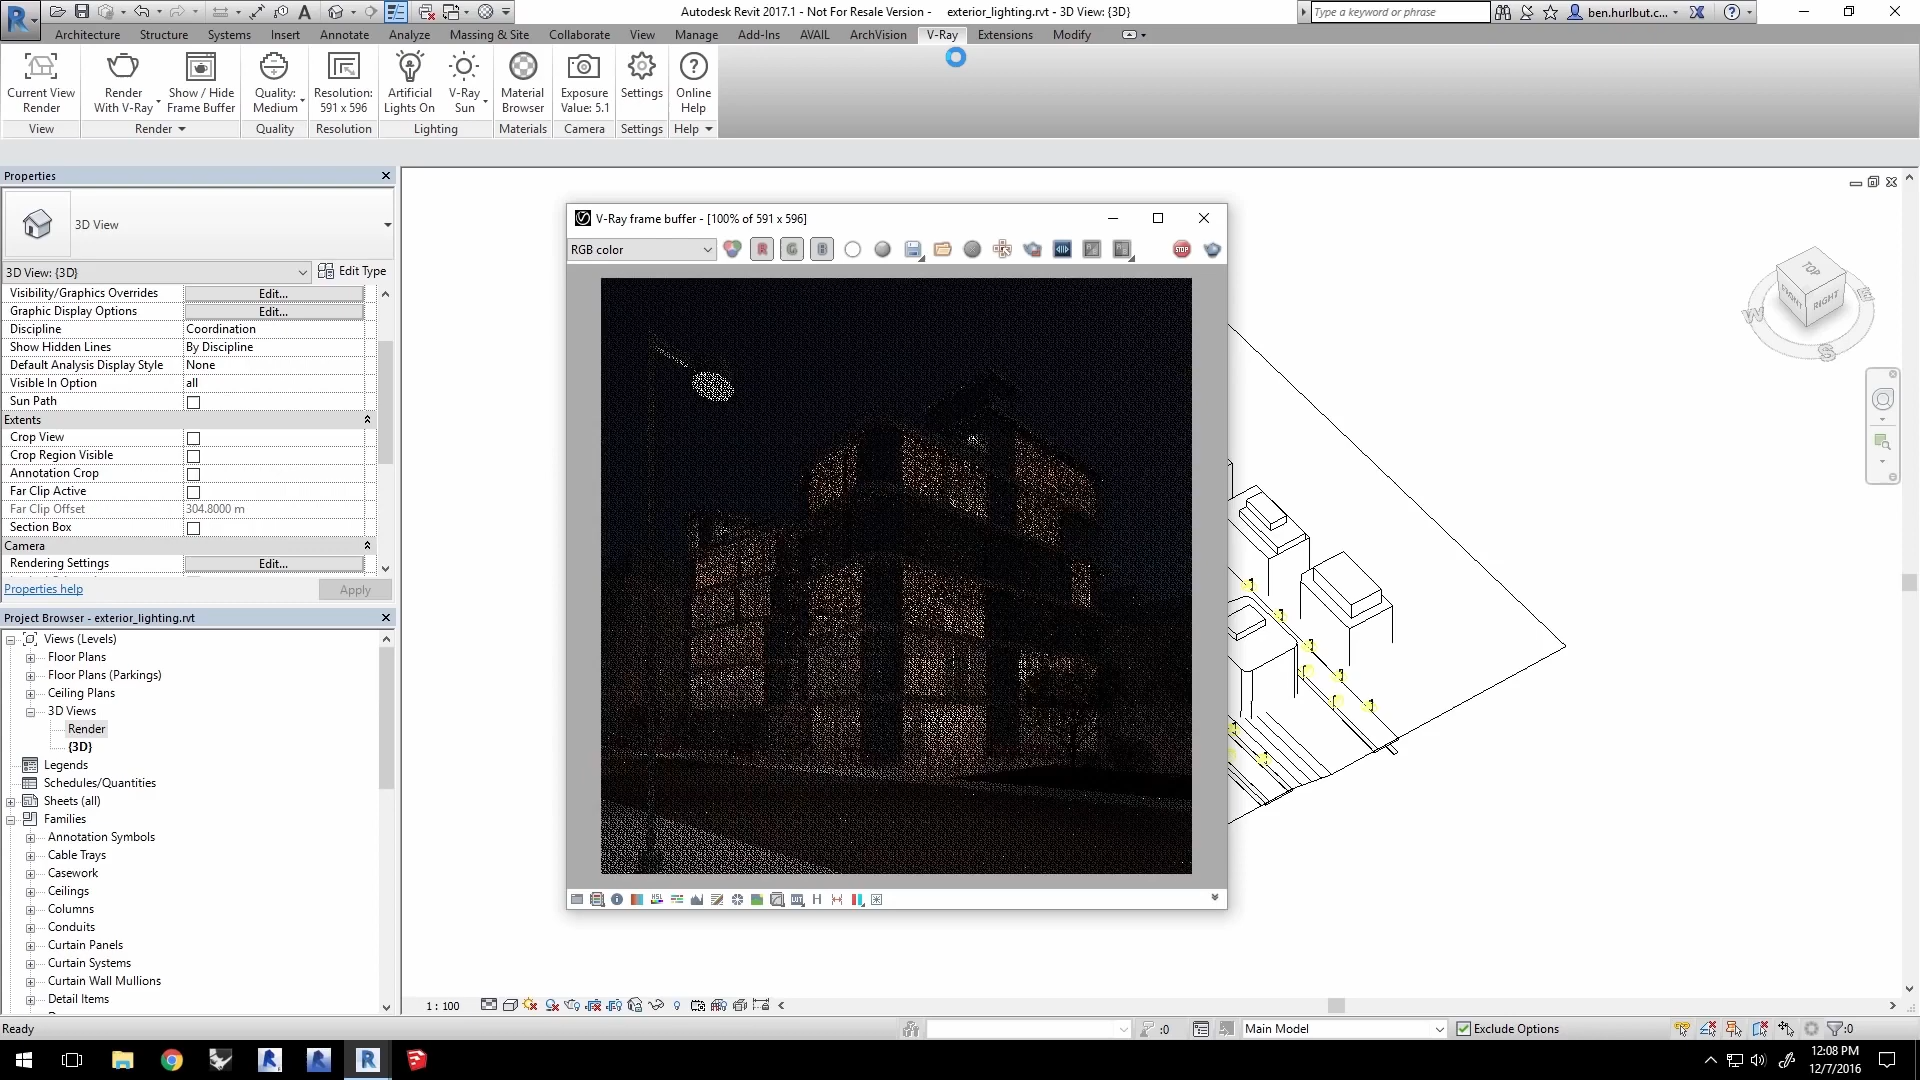 Autodesk Revit 2017.1 - Not For Resale Version - exterior_lighting.rvt - 3D View: {3D}
Type a keyword or phrase
ben.hurlbut.c...
Architecture Structure Systems Insert Annotate Analyze Massing & Site Collaborate View Manage Add-Ins AVAIL ArchVision V-Ray Extensions Modify
Current View Render
Render With V-Ray
Show / Hide Frame Buffer
Quality: Medium
Resolution: 591 x 596
Artificial Lights On
V-Ray Sun
Material Browser
Exposure Value: 5.1
Settings
Online Help
View Render Quality Resolution Lighting Materials Camera Settings Help
Properties
3D View
3D View: {3D}
Edit Type
Visibility/Graphics Overrides Edit...
Graphic Display Options Edit...
Discipline Coordination
Show Hidden Lines By Discipline
Default Analysis Display Style None
Visible In Option all
Sun Path
Extents
Crop View
Crop Region Visible
Annotation Crop
Far Clip Active
Far Clip Offset 304.8000 m
Section Box
Camera
Rendering Settings Edit...
Properties help
Apply
Project Browser - exterior_lighting.rvt
Views (Levels)
Floor Plans
Floor Plans (Parkings)
Ceiling Plans
3D Views
Render
{3D}
Legends
Schedules/Quantities
Sheets (all)
Families
Annotation Symbols
Cable Trays
Casework
Ceilings
Columns
Conduits
Curtain Panels
Curtain Systems
Curtain Wall Mullions
Detail Items
V-Ray frame buffer - [100% of 591 x 596]
RGB color
R G B
STOP
TOP
FRONT
RIGHT
W
S
E
1 : 100
Ready
:0
Main Model
Exclude Options
:0
12:08 PM
12/7/2016